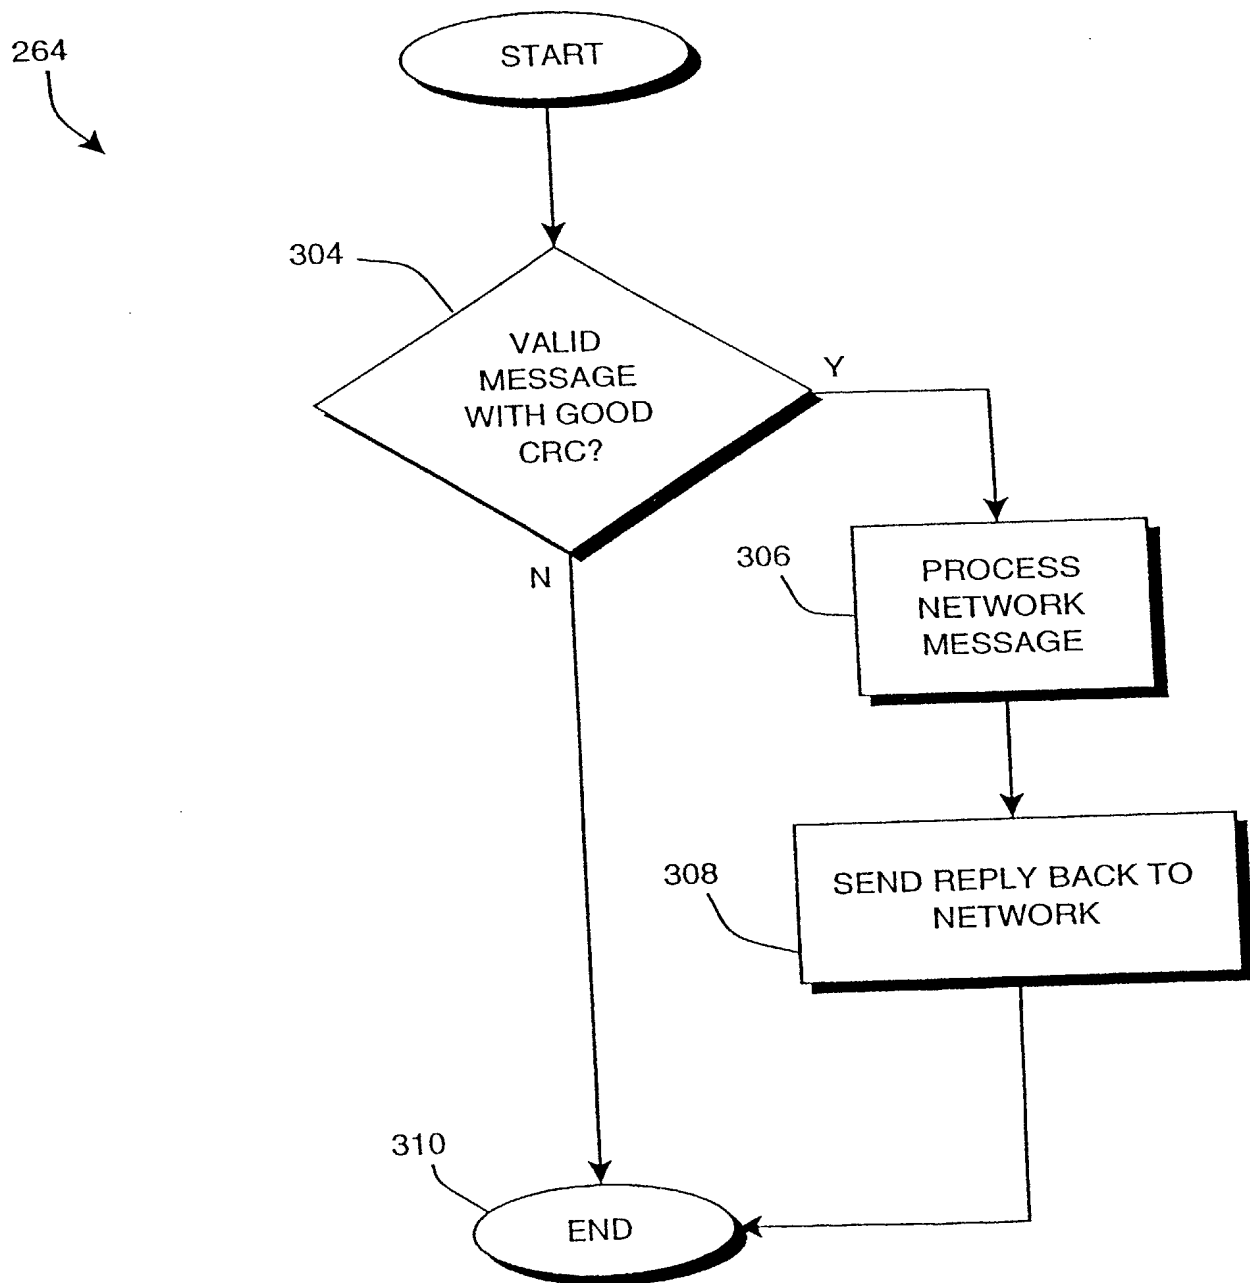 264
START
304
VALID
MESSAGE
WITH GOOD
CRC?
Y
N
306
PROCESS
NETWORK
MESSAGE
308
SEND REPLY BACK TO
NETWORK
310
END